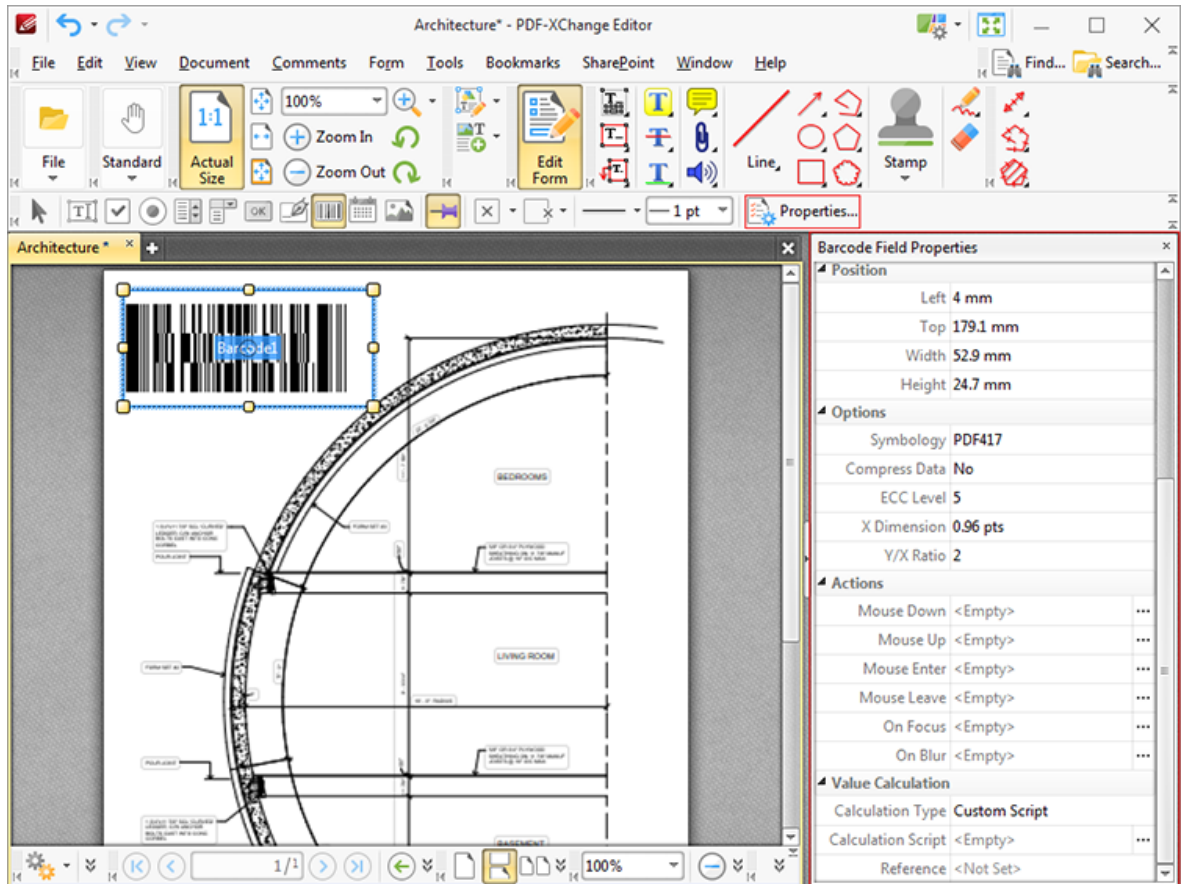 Architecture* - PDF-XChange Editor
File Edit View Document Comments Form Tools Bookmarks SharePoint Window Help
Find... Search...
File
Standard
1:1
Actual Size
100%
Zoom In
Zoom Out
Edit Form
Line
Stamp
OK
1 pt
Properties...
Architecture *
Barcode1
BEDROOMS
LIVING ROOM
BASEMENT
1/1
100%
Barcode Field Properties
Position
Left 4 mm
Top 179.1 mm
Width 52.9 mm
Height 24.7 mm
Options
Symbology PDF417
Compress Data No
ECC Level 5
X Dimension 0.96 pts
Y/X Ratio 2
Actions
Mouse Down <Empty> ...
Mouse Up <Empty> ...
Mouse Enter <Empty> ...
Mouse Leave <Empty> ...
On Focus <Empty> ...
On Blur <Empty> ...
Value Calculation
Calculation Type Custom Script
Calculation Script <Empty> ...
Reference <Not Set>